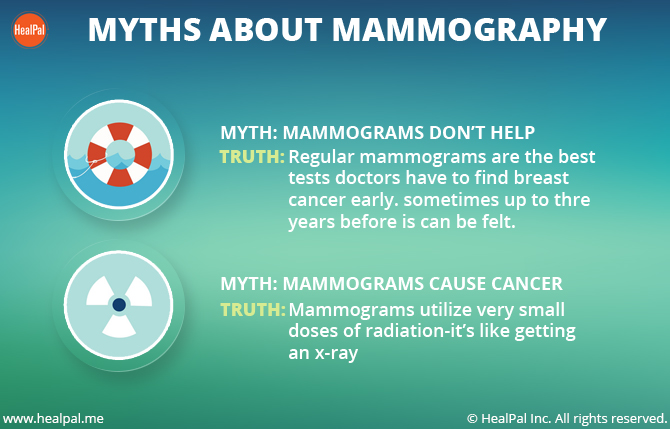 HealPal
MYTHS ABOUT MAMMOGRAPHY
MYTH: MAMMOGRAMS DON'T HELP
TRUTH: Regular mammograms are the best
tests doctors have to find breast
cancer early. sometimes up to thre
years before is can be felt.
MYTH: MAMMOGRAMS CAUSE CANCER
TRUTH: Mammograms utilize very small
doses of radiation-it's like getting
an x-ray
www.healpal.me
© HealPal Inc. All rights reserved.